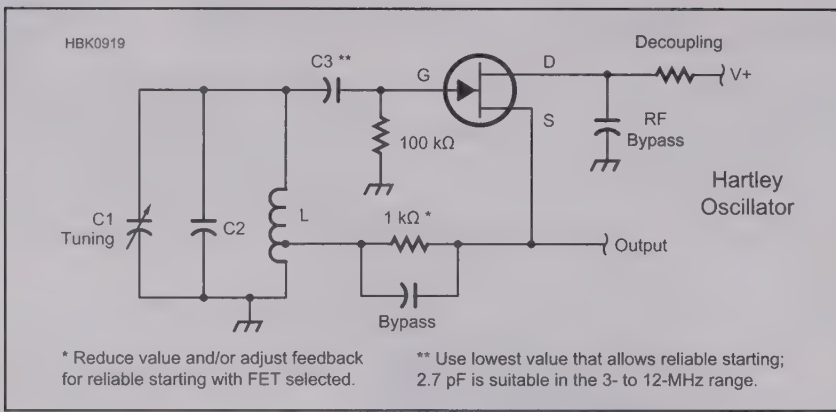 HBK0919
C3 **
G
D
Decoupling
V+
S
RF
Bypass
100 kΩ
Hartley
Oscillator
C1
Tuning
C2
L
1 kΩ *
Output
Bypass
* Reduce value and/or adjust feedback
for reliable starting with FET selected.
** Use lowest value that allows reliable starting;
2.7 pF is suitable in the 3- to 12-MHz range.